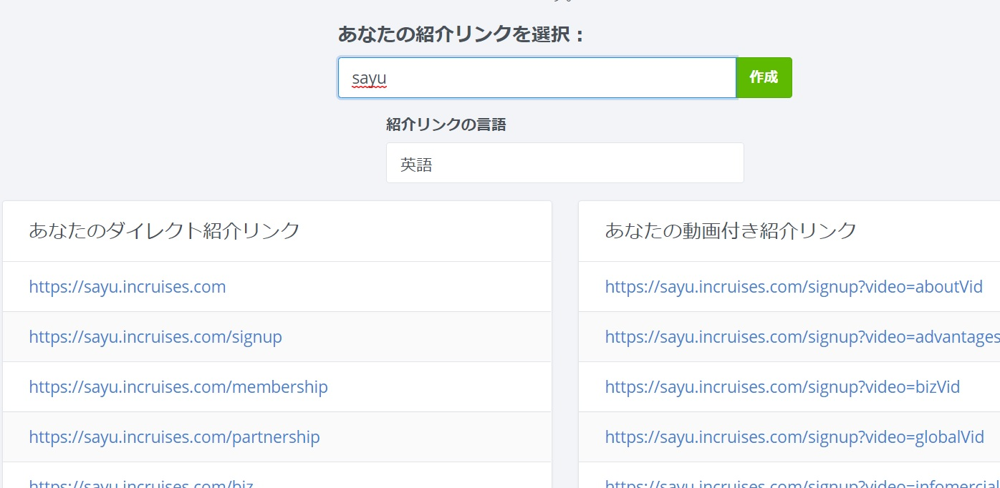 あなたの紹介リンクを選択：
sayu
作成
紹介リンクの言語
英語
あなたのダイレクト紹介リンク
https://sayu.incruises.com
https://sayu.incruises.com/signup
https://sayu.incruises.com/membership
https://sayu.incruises.com/partnership
https://sayu.incruises.com/biz
あなたの動画付き紹介リンク
https://sayu.incruises.com/signup?video=aboutVid
https://sayu.incruises.com/signup?video=advantages
https://sayu.incruises.com/signup?video=bizVid
https://sayu.incruises.com/signup?video=globalVid
https://sayu.incruises.com/signup?video=infomercial